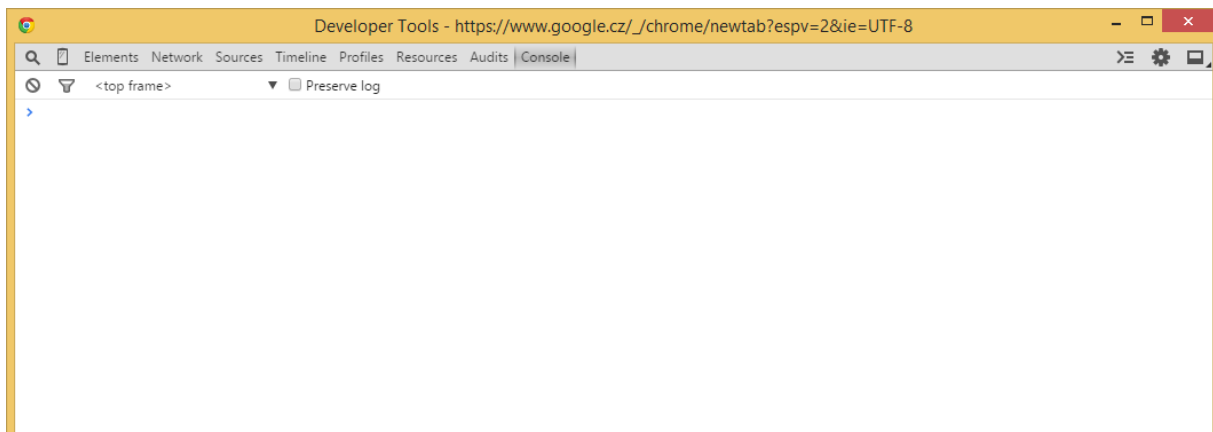 Developer Tools - https://www.google.cz/_/chrome/newtab?espv=2&ie=UTF-8
Elements Network Sources Timeline Profiles Resources Audits Console
<top frame> Preserve log